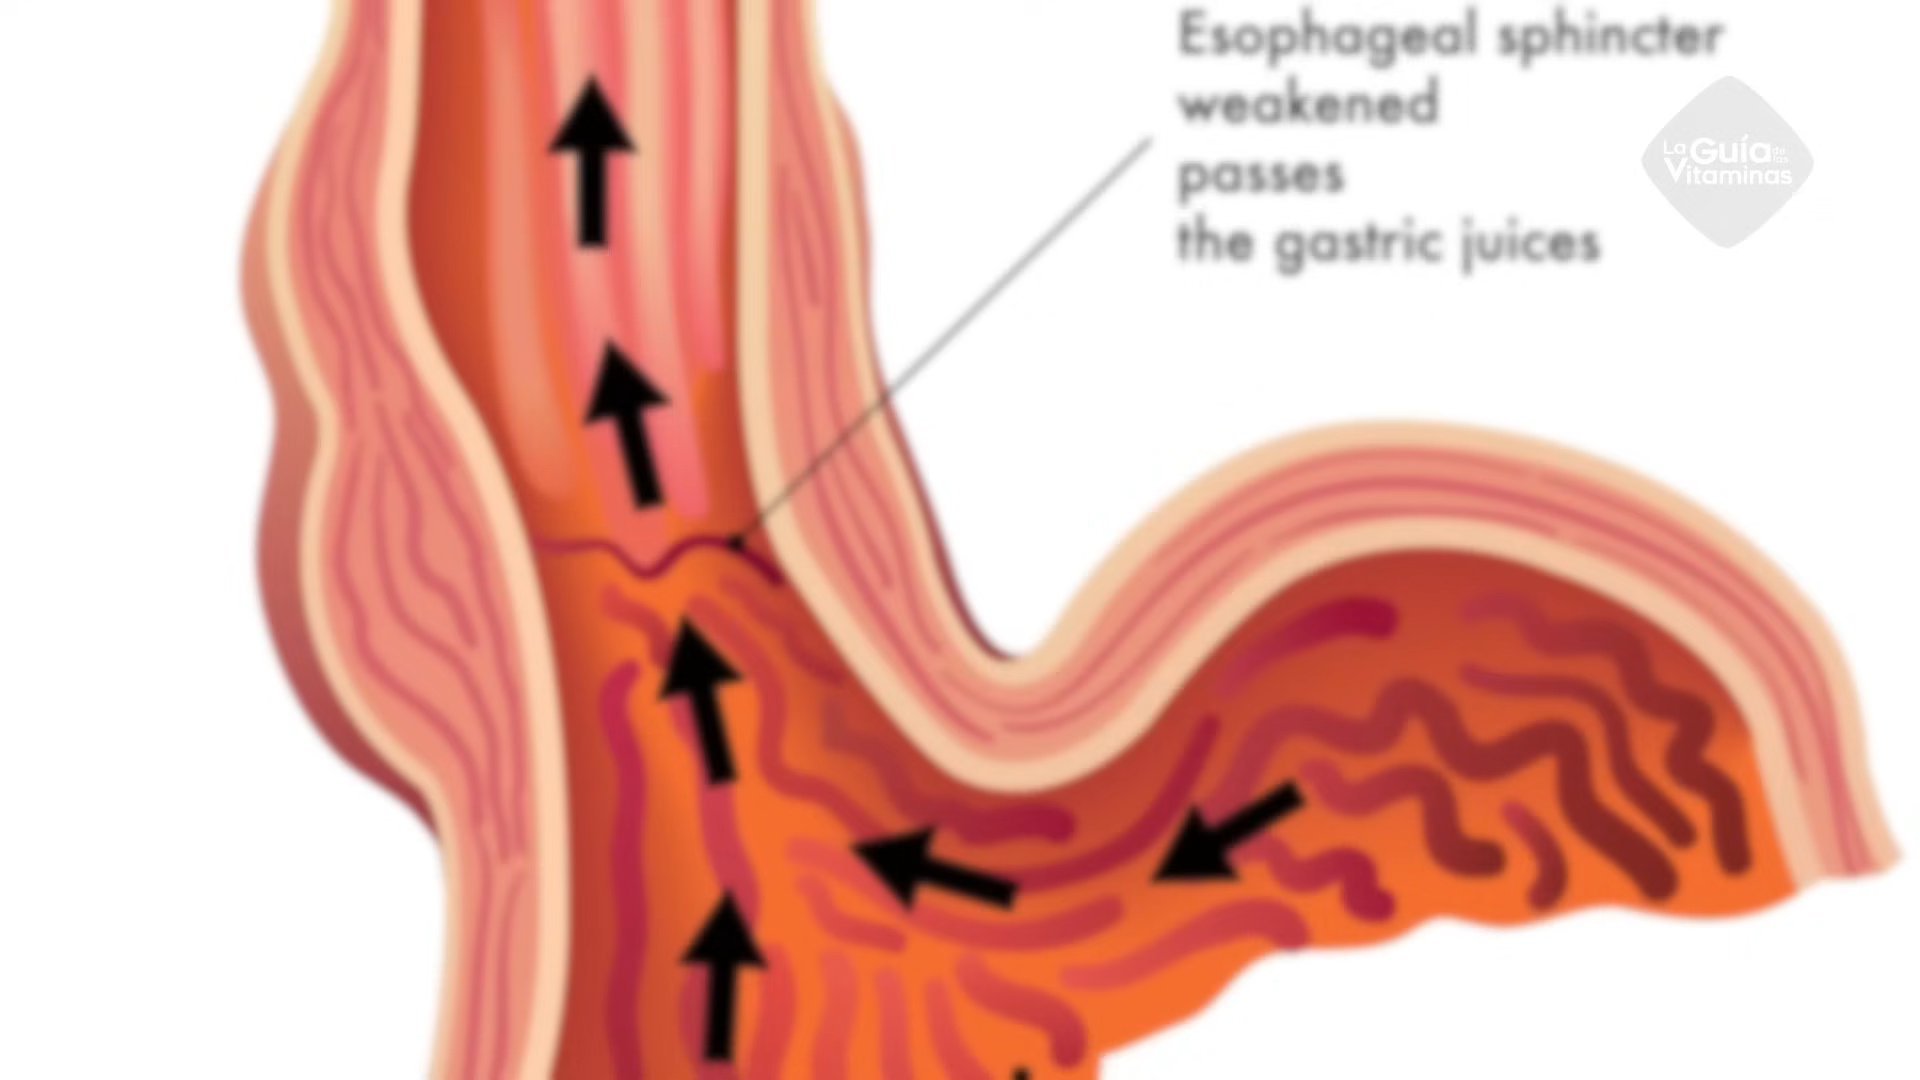 Esophageal sphincter
weakened
passes
the gastric juices
La Guía de las
Vitaminas